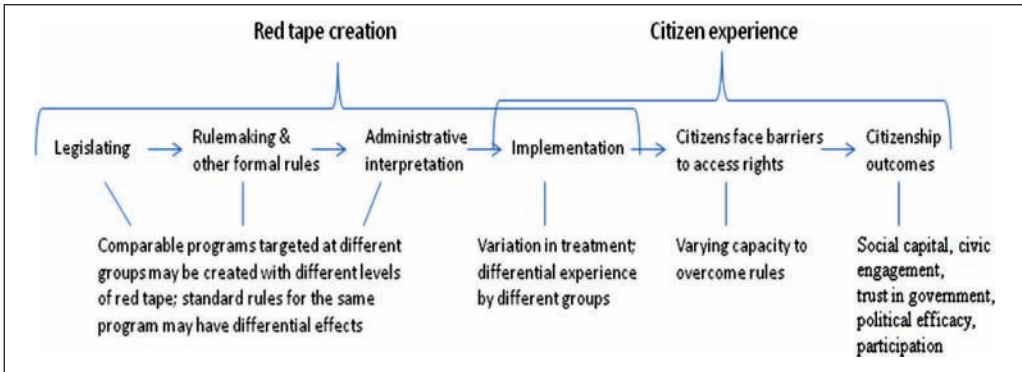 Red tape creation
Citizen experience
Legislating
Rulemaking &
other formal rules
Administrative
interpretation
Implementation
Citizens face barriers
to access rights
Citizenship
outcomes
Comparable programs targeted at different
groups may be created with different levels
of red tape; standard rules for the same
program may have differential effects
Variation in treatment;
differential experience
by different groups
Varying capacity to
overcome rules
Social capital, civic
engagement,
trust in government,
political efficacy,
participation